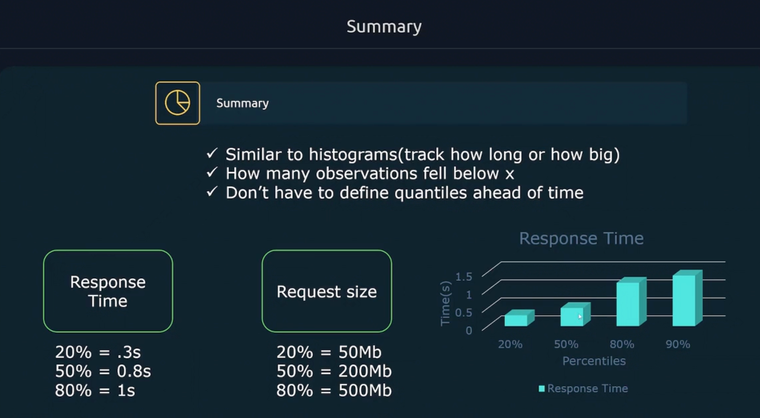 Summary
Summary
✓ Similar to histograms(track how long or how big)
✓ How many observations fell below x
✓ Don't have to define quantiles ahead of time
Response
Time
20% = .3s
50% = 0.8s
80% = 1s
Request size
20% = 50Mb
50% = 200Mb
80% = 500Mb
Response Time
Time(s)
1.5
1
0.5
0
20% 50% 80% 90%
Percentiles
Response Time